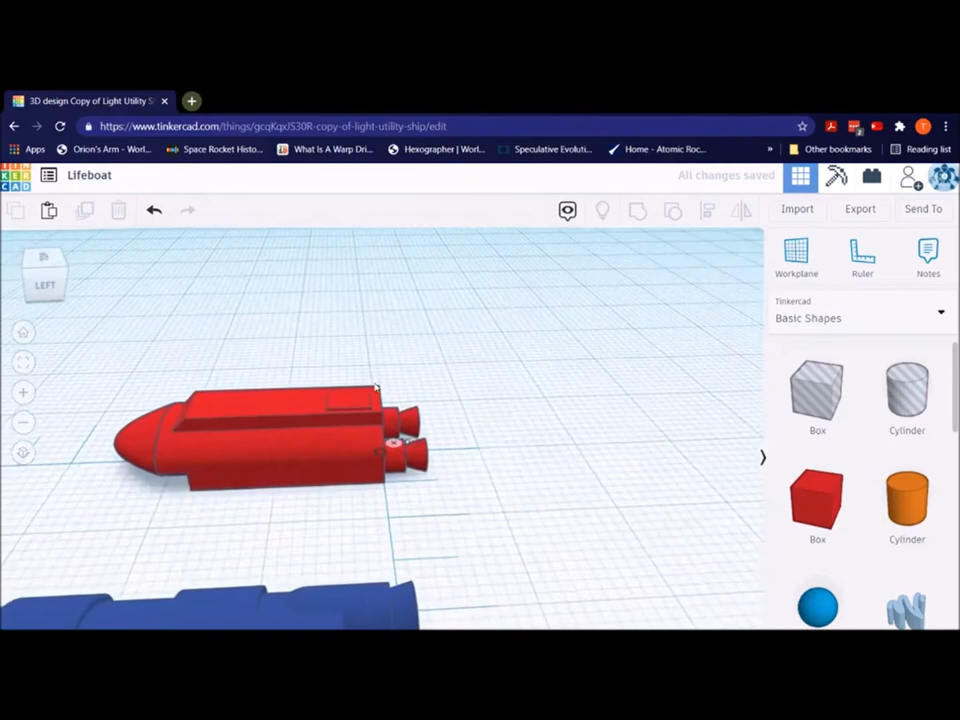 3D design Copy of Light Utility S
https://www.tinkercad.com/things/gcqKqxJS30R-copy-of-light-utility-ship/edit
T
Apps
Orion's Arm - Worl...
Space Rocket Histo...
What Is A Warp Dri...
Hexographer | Worl...
Speculative Evoluti...
Home - Atomic Roc...
»
Other bookmarks
Reading list
TIN
KER
CAD
Lifeboat
All changes saved
Import
Export
Send To
LEFT
Workplane
Ruler
Notes
Tinkercad
Basic Shapes
Box
Cylinder
Box
Cylinder